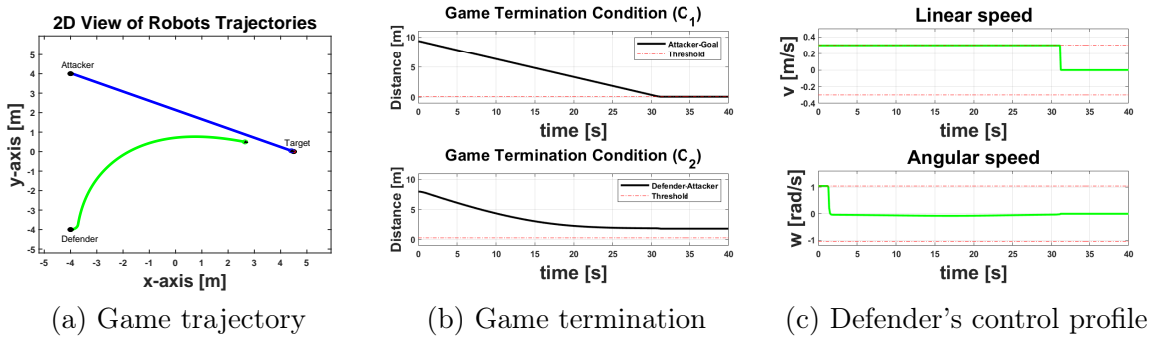 2D View of Robots Trajectories
y-axis [m]
5
4
3
2
1
0
-1
-2
-3
-4
-5
Attacker
Target
Defender
-5 -4 -3 -2 -1 0 1 2 3 4 5
x-axis [m]
(a) Game trajectory
Game Termination Condition (C1)
Distance [m]
10
5
0
Attacker-Goal
Threshold
0 5 10 15 20 25 30 35 40
time [s]
Game Termination Condition (C2)
Distance [m]
10
5
0
Defender-Attacker
Threshold
0 5 10 15 20 25 30 35 40
time [s]
(b) Game termination
Linear speed
v [m/s]
0.4
0.2
0
-0.2
-0.4
0 5 10 15 20 25 30 35 40
time [s]
Angular speed
w [rad/s]
1
0
-1
0 5 10 15 20 25 30 35 40
time [s]
(c) Defender's control profile